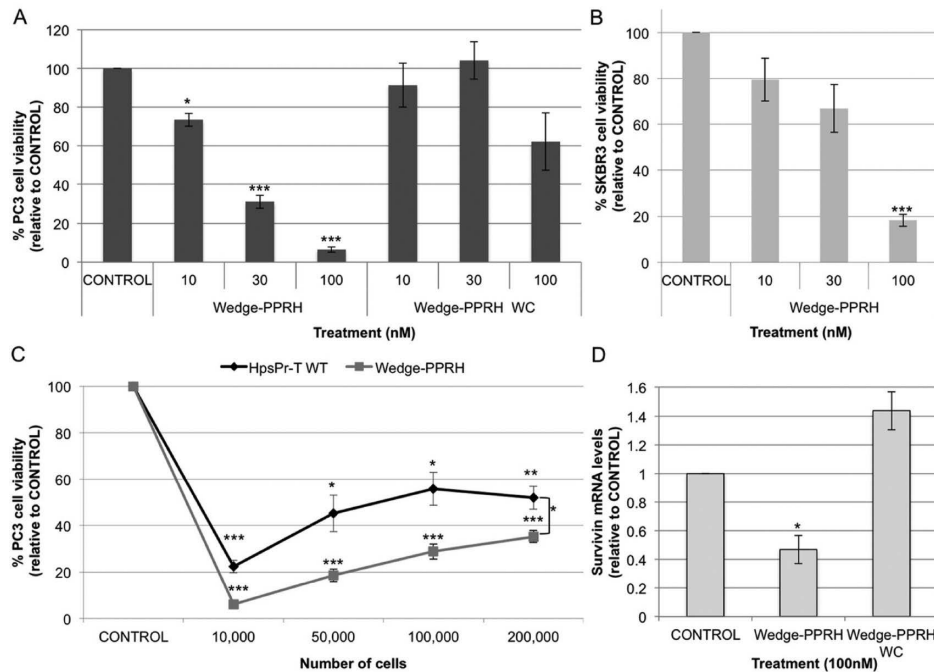 A
% PC3 cell viability
(relative to CONTROL)
120
100
80
60
40
20
0
*
***
***
CONTROL 10 30 100 10 30 100
Wedge-PPRH Wedge-PPRH WC
Treatment (nM)
B
% SKBR3 cell viability
(relative to CONTROL)
100
80
60
40
20
0
***
CONTROL 10 30 100
Wedge-PPRH
Treatment (nM)
C
HpsPr-T WT Wedge-PPRH
% PC3 cell viability
(relative to CONTROL)
100
80
60
40
20
0
*** * * **
*
*** *** *** ***
CONTROL 10,000 50,000 100,000 200,000
Number of cells
D
Survivin mRNA levels
(relative to CONTROL)
1.6
1.4
1.2
1
0.8
0.6
0.4
0.2
0
*
CONTROL Wedge-PPRH Wedge-PPRH
WC
Treatment (100nM)